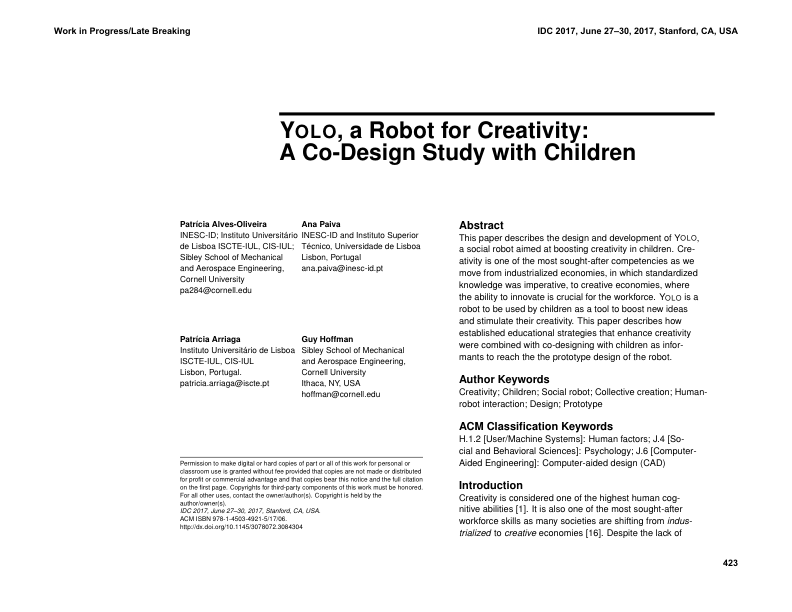 Work in Progress/Late Breaking
IDC 2017, June 27–30, 2017, Stanford, CA, USA
YOLO, a Robot for Creativity:
A Co-Design Study with Children
Patrícia Alves-Oliveira
INESC-ID; Instituto Universitário
de Lisboa ISCTE-IUL, CIS-IUL;
Sibley School of Mechanical
and Aerospace Engineering,
Cornell University
pa284@cornell.edu
Ana Paiva
INESC-ID and Instituto Superior
Técnico, Universidade de Lisboa
Lisbon, Portugal
ana.paiva@inesc-id.pt
Patrícia Arriaga
Instituto Universitário de Lisboa
ISCTE-IUL, CIS-IUL
Lisbon, Portugal.
patricia.arriaga@iscte.pt
Guy Hoffman
Sibley School of Mechanical
and Aerospace Engineering,
Cornell University
Ithaca, NY, USA
hoffman@cornell.edu
Permission to make digital or hard copies of part or all of this work for personal or
classroom use is granted without fee provided that copies are not made or distributed
for profit or commercial advantage and that copies bear this notice and the full citation
on the first page. Copyrights for third-party components of this work must be honored.
For all other uses, contact the owner/author(s). Copyright is held by the
author/owner(s).
IDC 2017, June 27–30, 2017, Stanford, CA, USA.
ACM ISBN 978-1-4503-4921-5/17/06.
http://dx.doi.org/10.1145/3078072.3084304
Abstract
This paper describes the design and development of YOLO,
a social robot aimed at boosting creativity in children. Cre-
ativity is one of the most sought-after competencies as we
move from industrialized economies, in which standardized
knowledge was imperative, to creative economies, where
the ability to innovate is crucial for the workforce. YOLO is a
robot to be used by children as a tool to boost new ideas
and stimulate their creativity. This paper describes how
established educational strategies that enhance creativity
were combined with co-designing with children as infor-
mants to reach the the prototype design of the robot.
Author Keywords
Creativity; Children; Social robot; Collective creation; Human-
robot interaction; Design; Prototype
ACM Classification Keywords
H.1.2 [User/Machine Systems]: Human factors; J.4 [So-
cial and Behavioral Sciences]: Psychology; J.6 [Computer-
Aided Engineering]: Computer-aided design (CAD)
Introduction
Creativity is considered one of the highest human cog-
nitive abilities [1]. It is also one of the most sought-after
workforce skills as many societies are shifting from indus-
trialized to creative economies [16]. Despite the lack of
423